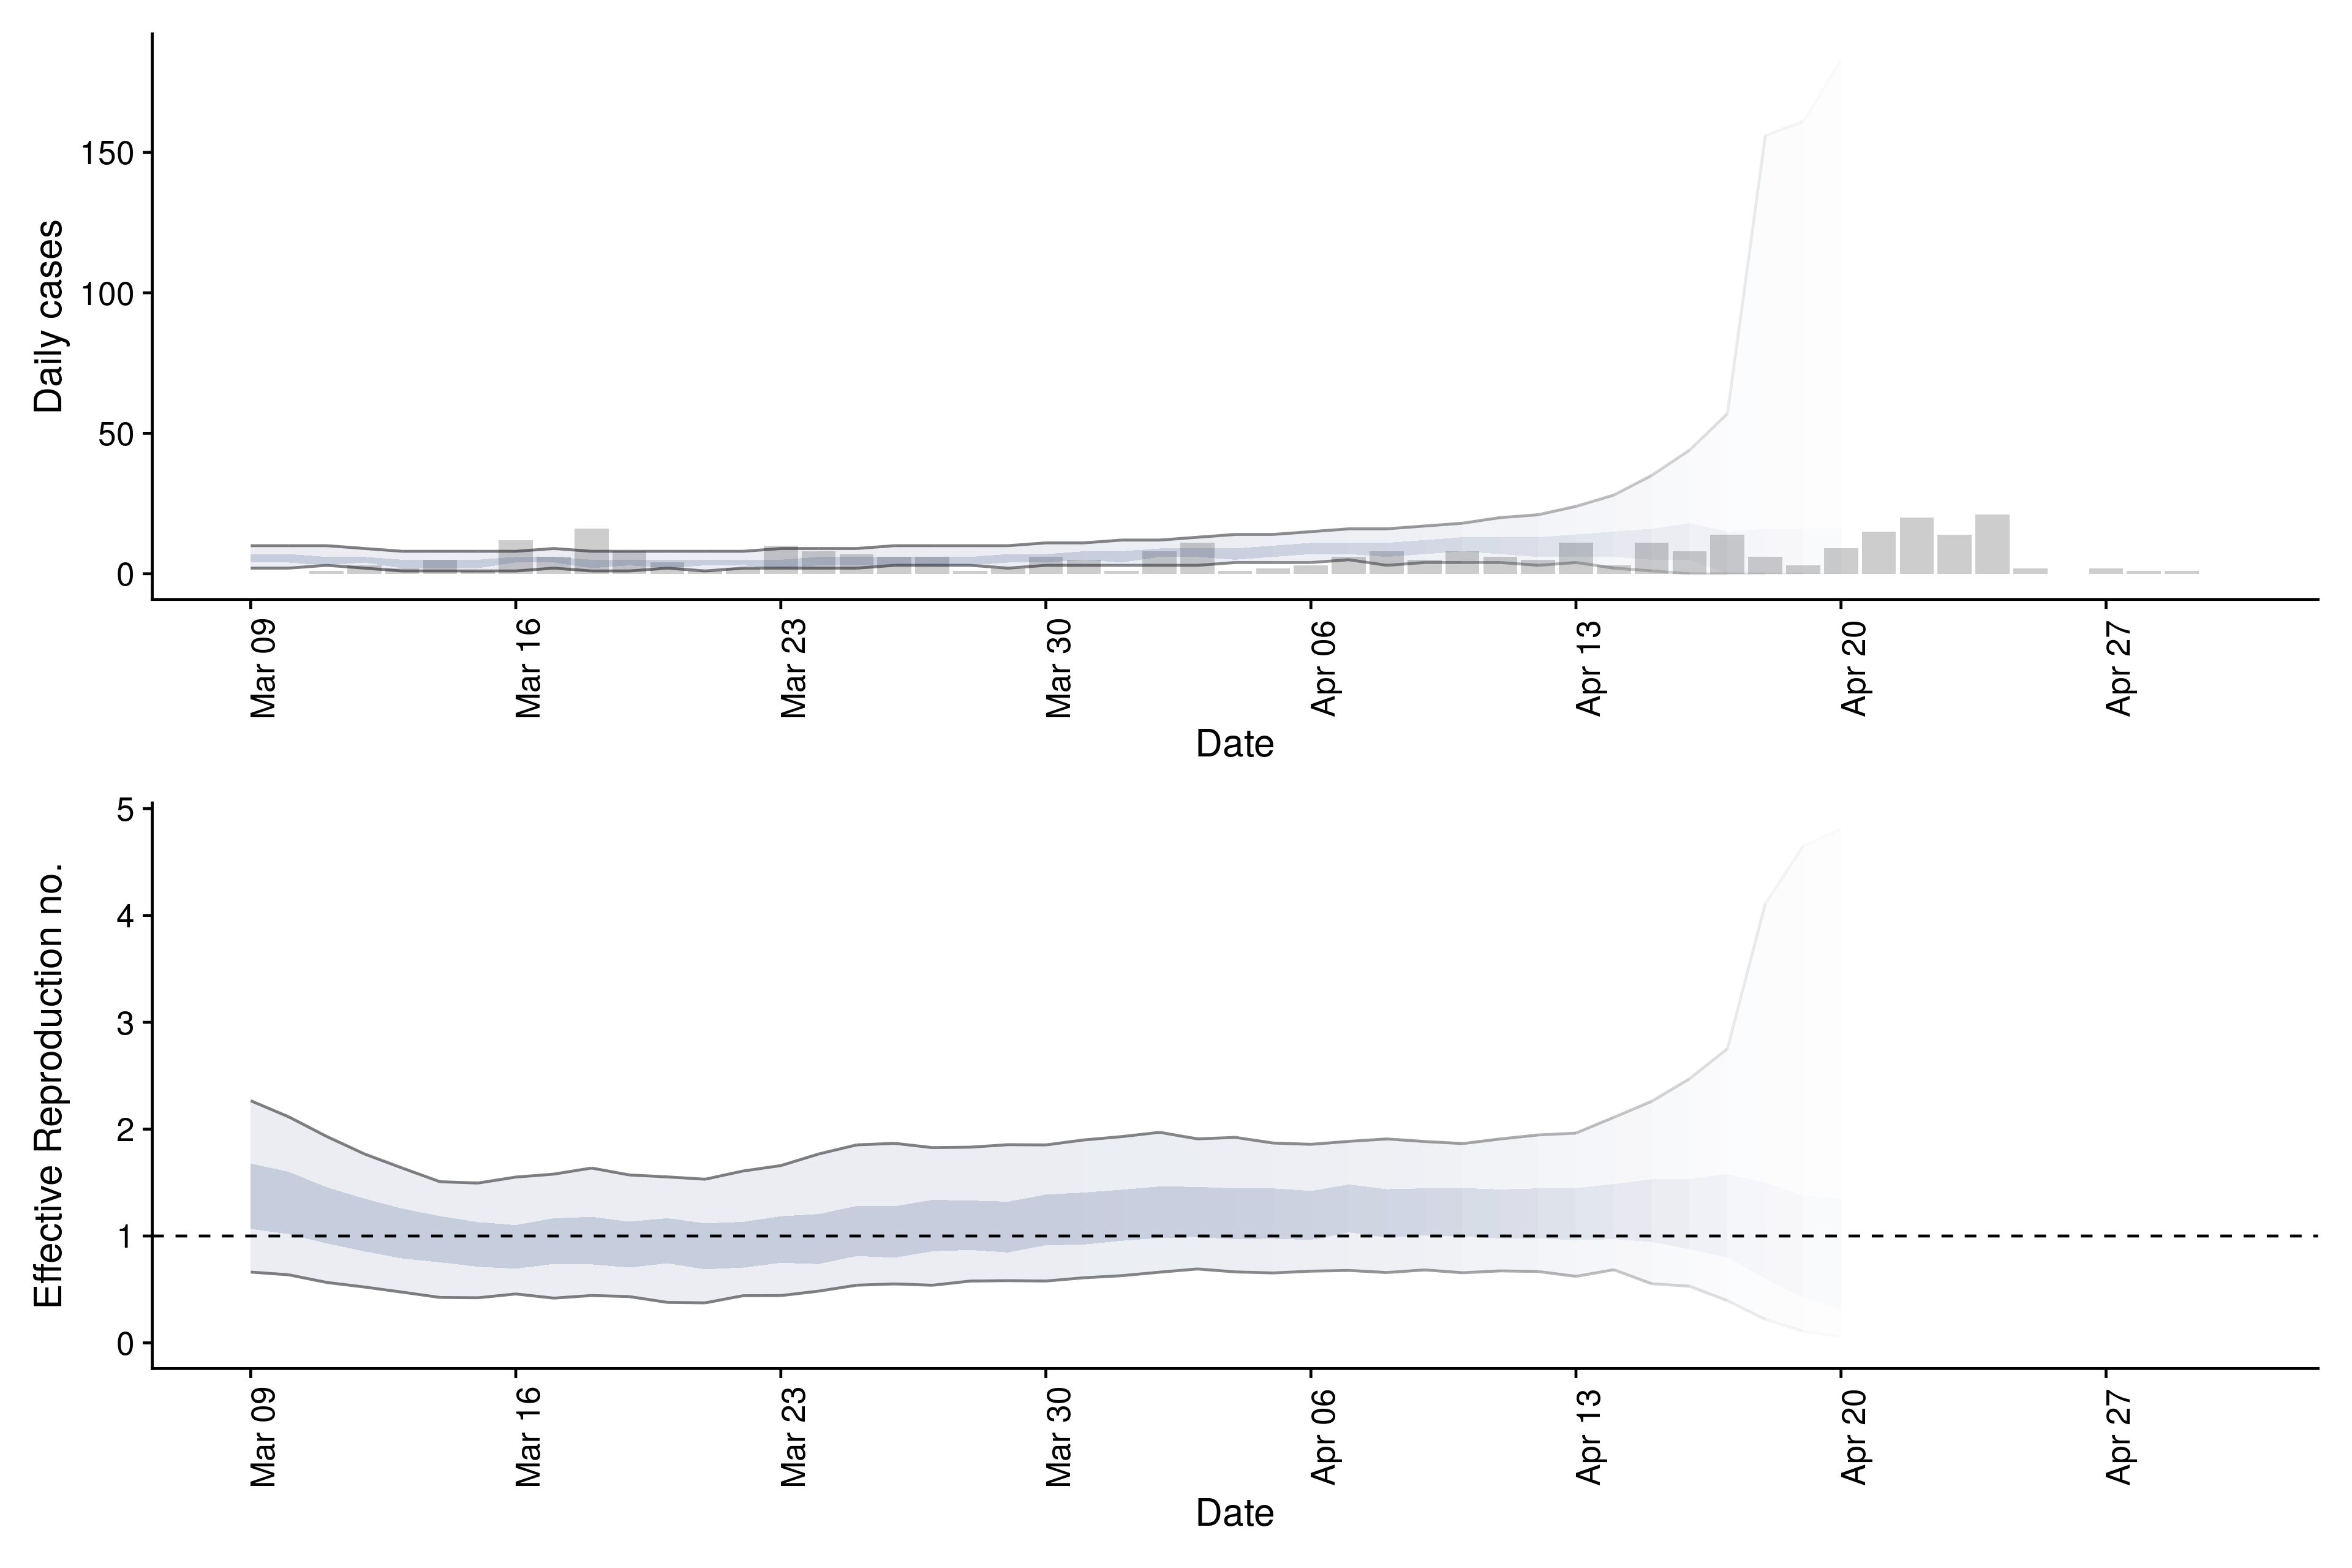 Daily cases
150
100
50
0
Mar 09
Mar 16
Mar 23
Mar 30
Apr 06
Apr 13
Apr 20
Apr 27
Date
Effective Reproduction no.
5
4
3
2
1
0
Mar 09
Mar 16
Mar 23
Mar 30
Apr 06
Apr 13
Apr 20
Apr 27
Date